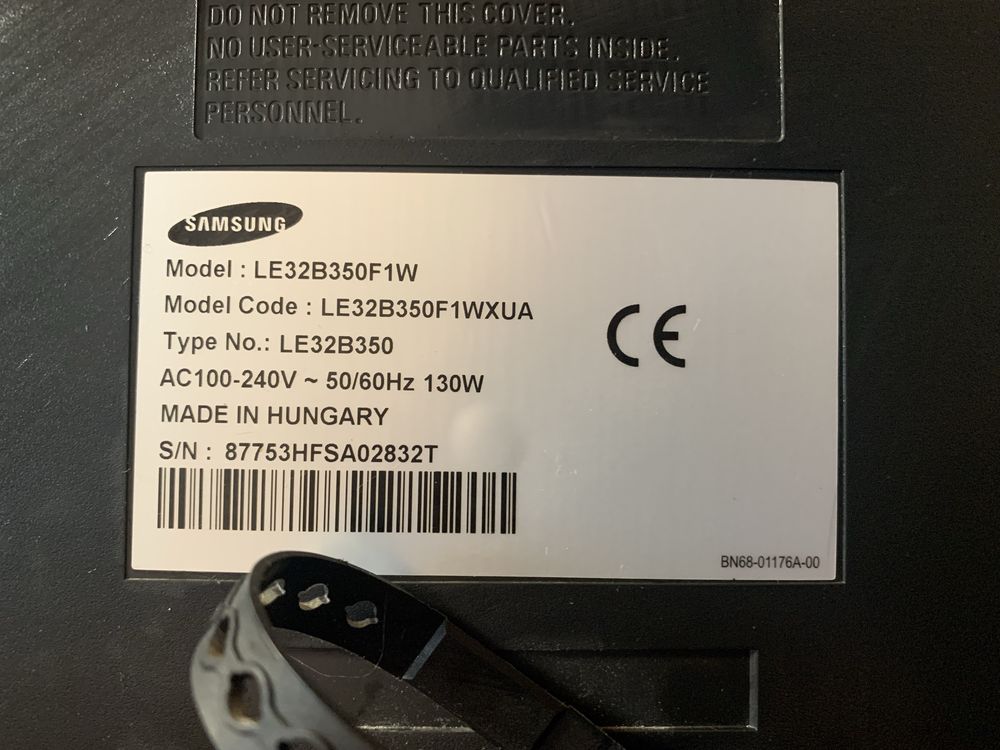 DO NOT REMOVE THIS COVER.
NO USER-SERVICEABLE PARTS INSIDE.
REFER SERVICING TO QUALIFIED SERVICE
PERSONNEL.
SAMSUNG
Model : LE32B350F1W
Model Code : LE32B350F1WXUA
Type No.: LE32B350
AC100-240V ~ 50/60Hz 130W
MADE IN HUNGARY
S/N : 87753HFSA02832T
CE
BN68-01176A-00